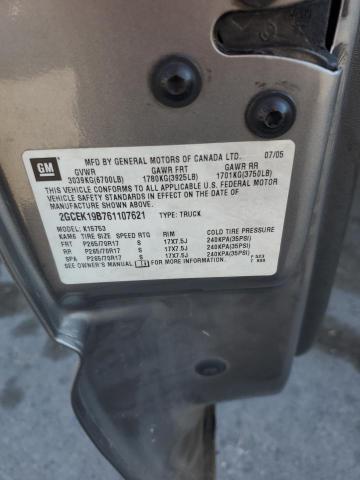 GM
MFD BY GENERAL MOTORS OF CANADA LTD. 07/05
GVWR GAWR FRT GAWR RR
3039KG(6700LB) 1780KG(3925LB) 1701KG(3750LB)
THIS VEHICLE CONFORMS TO ALL APPLICABLE U.S. FEDERAL MOTOR
VEHICLE SAFETY STANDARDS IN EFFECT ON THE DATE OF
MANUFACTURE SHOWN ABOVE.
2GCEK19B761107621 TYPE: TRUCK
MODEL: K15753
TIRE SIZE SPEED RTG RIM COLD TIRE PRESSURE
FRT P265/70R17 S 17X7.5J 240KPA(35PSI)
RR P265/70R17 S 17X7.5J 240KPA(35PSI)
SPA P265/70R17 S 17X7.5J 240KPA(35PSI)
SEE OWNER'S MANUAL FOR MORE INFORMATION.